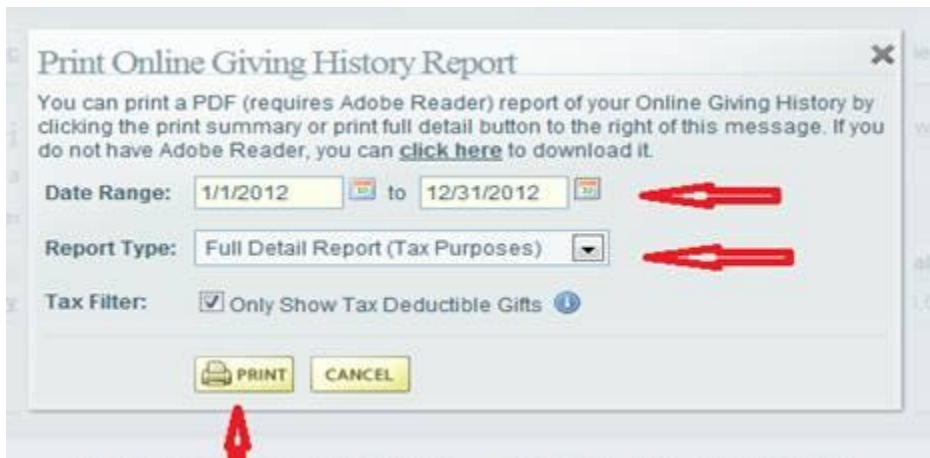 Print Online Giving History Report
You can print a PDF (requires Adobe Reader) report of your Online Giving History by
clicking the print summary or print full detail button to the right of this message. If you
do not have Adobe Reader, you can click here to download it.
Date Range: 1/1/2012 to 12/31/2012
Report Type: Full Detail Report (Tax Purposes)
Tax Filter: Only Show Tax Deductible Gifts
PRINT CANCEL